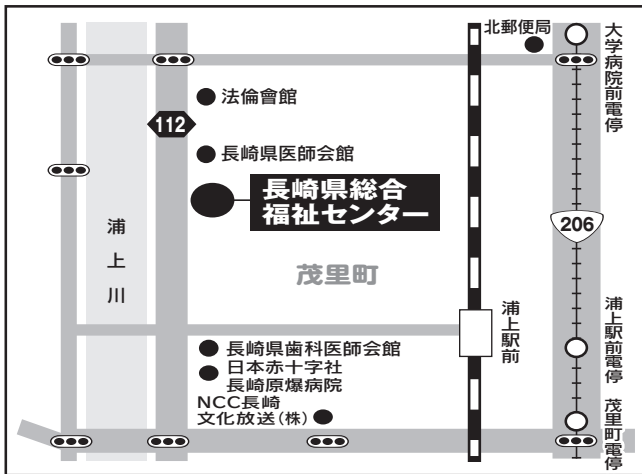 北郵便局
大学病院前電停
法倫會館
112
長崎県医師会館
長崎県総合
福祉センター
206
浦上川
茂里町
浦上駅前
浦上駅前電停
長崎県歯科医師会館
日本赤十字社
長崎原爆病院
NCC長崎
文化放送(株)
茂里町電停